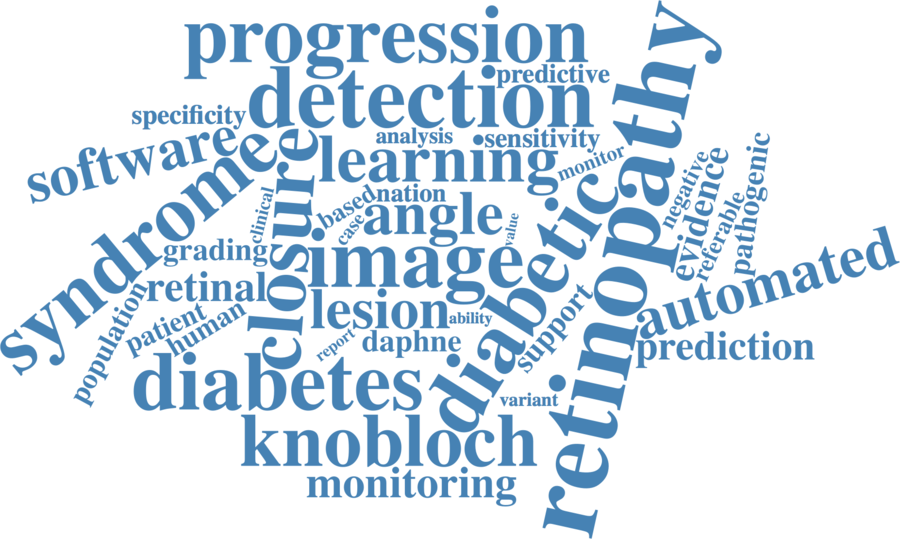 progression
predictive
detection
specificity
software
analysis
sensitivity
learning
monitor
syndrome
closure
retinopathy
diabetic
negative
evidence
referable
pathogenic
clinical
based
nation
case
angle
value
grading
image
retinal
automated
population
patient
human
lesion
ability
support
report
daphne
prediction
diabetes
variant
knobloch
monitoring